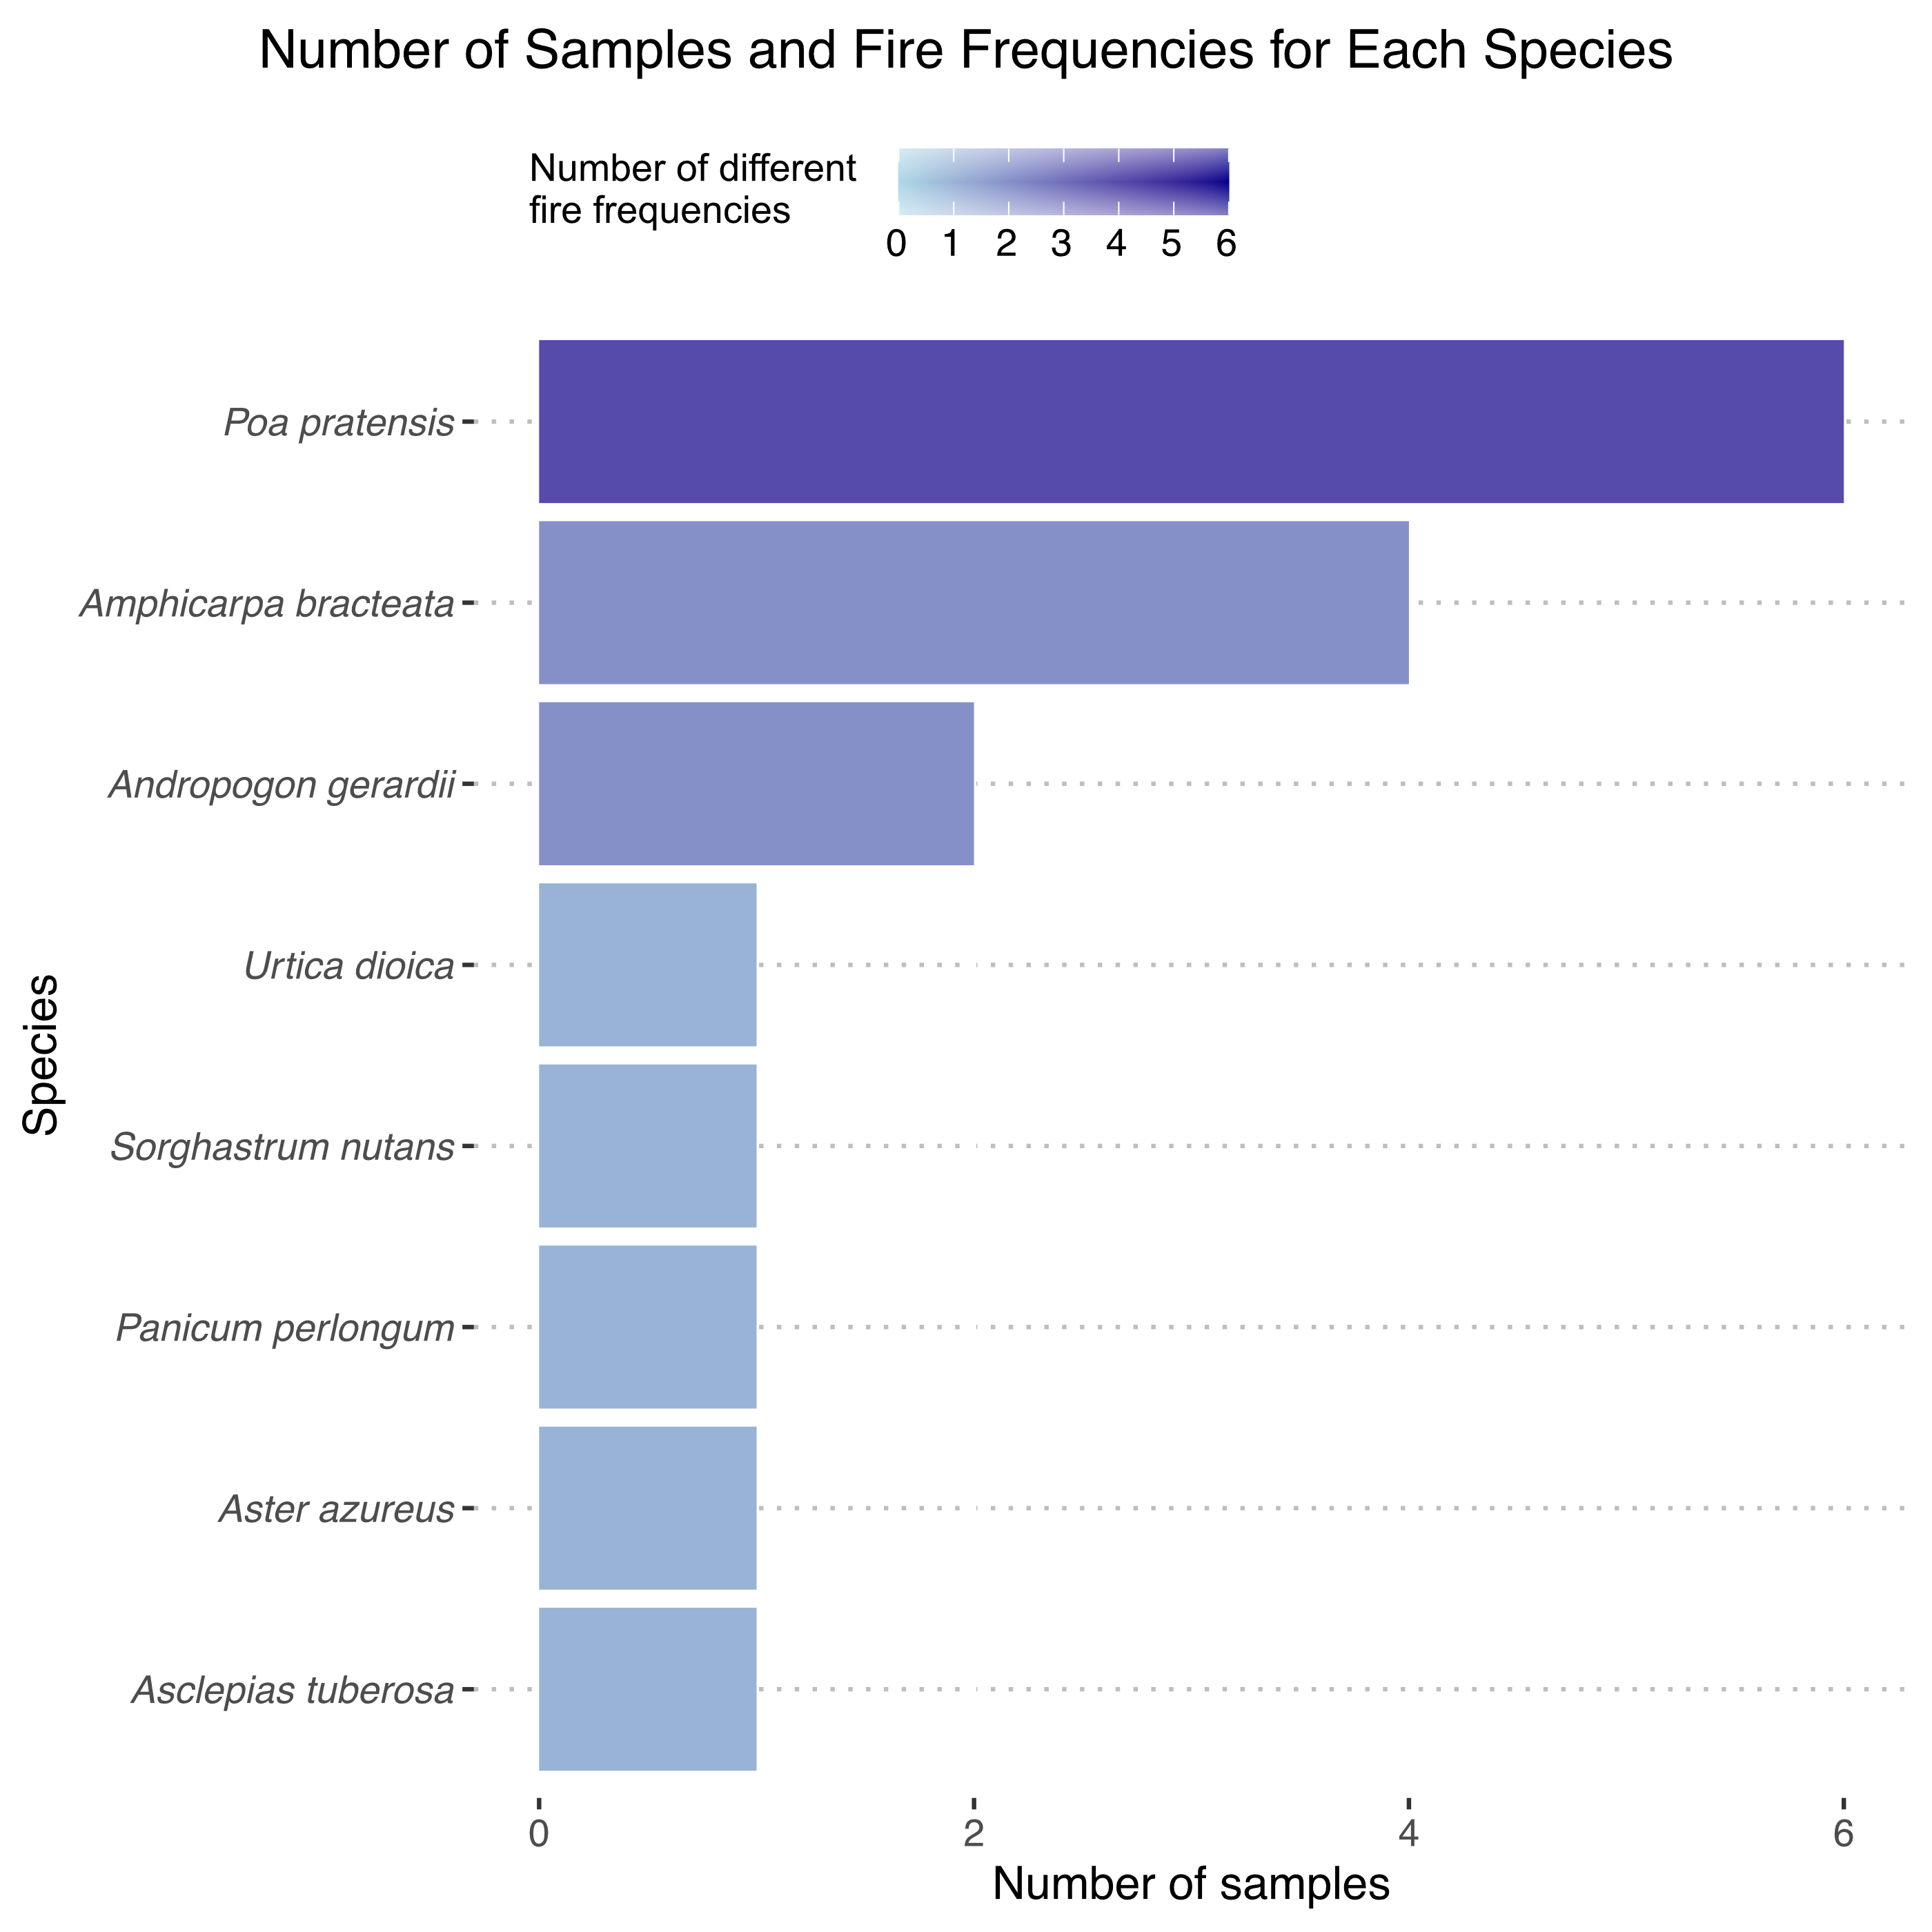 Number of Samples and Fire Frequencies for Each Species
Number of different
fire frequencies
0 1 2 3 4 5 6
Poa pratensis
Amphicarpa bracteata
Andropogon gerardii
Urtica dioica
Sorghastrum nutans
Panicum perlongum
Aster azureus
Asclepias tuberosa
Species
0 2 4 6
Number of samples